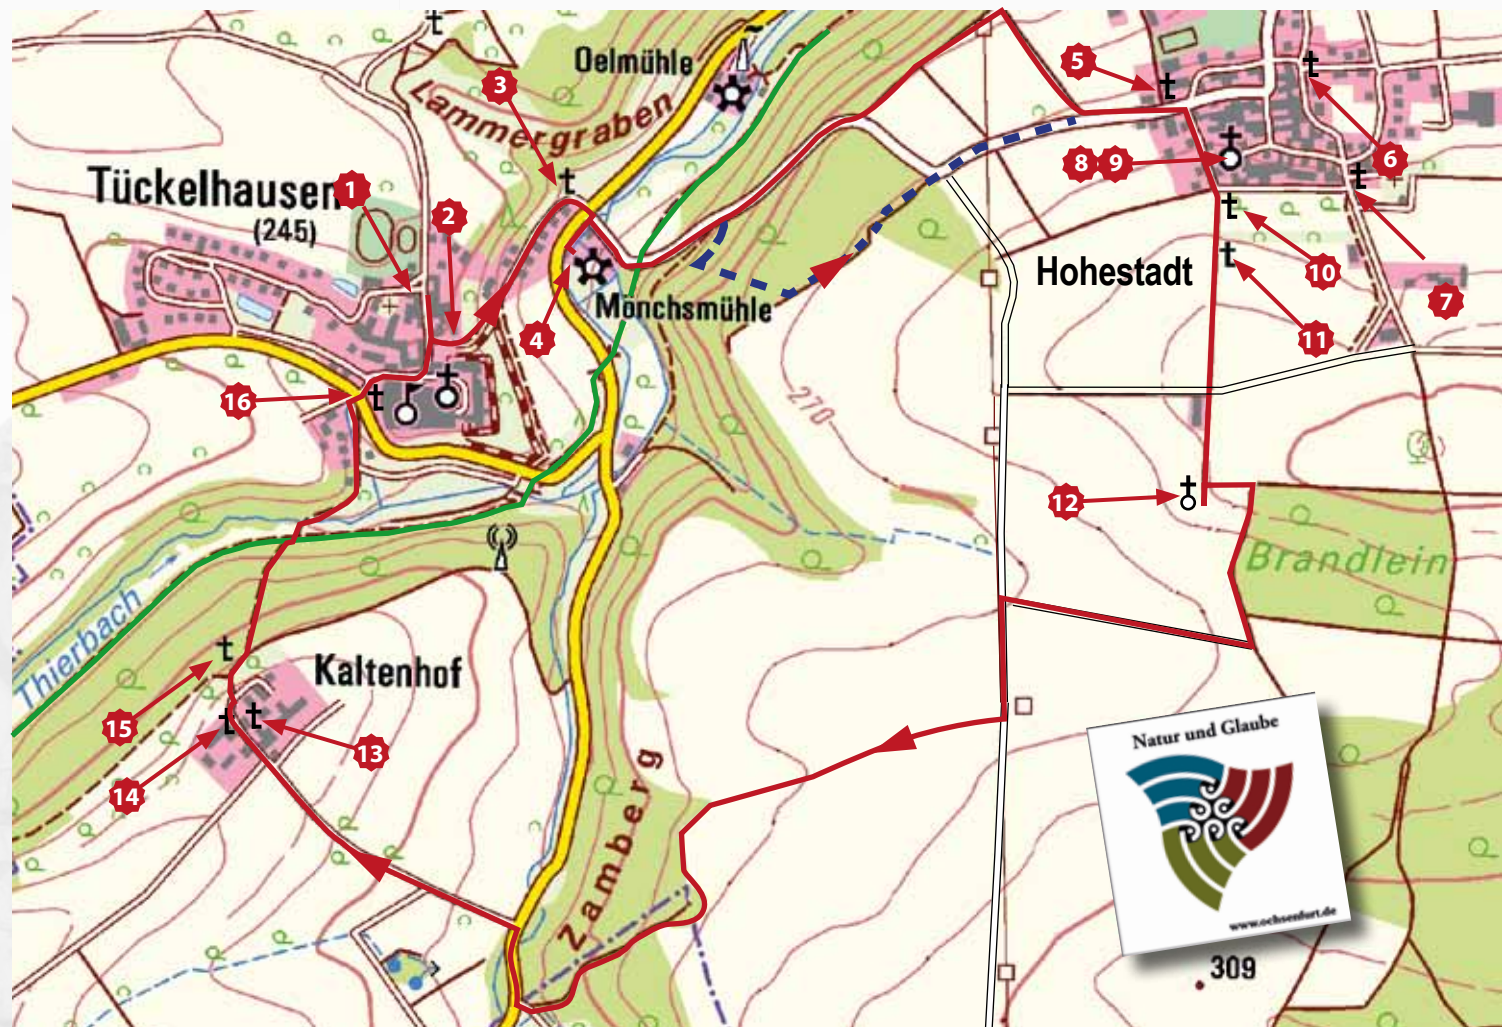 Oelmühle
Lammergraben
Tückelhausen
(245)
1
2
3
4
5
6
7
8 9
10
11
12
13
14
15
16
Mönchsmühle
Hohestadt
270
Brandlein
Thierbach
Kaltenhof
Zamberg
Natur und Glaube
www.ochsenfurt.de
309